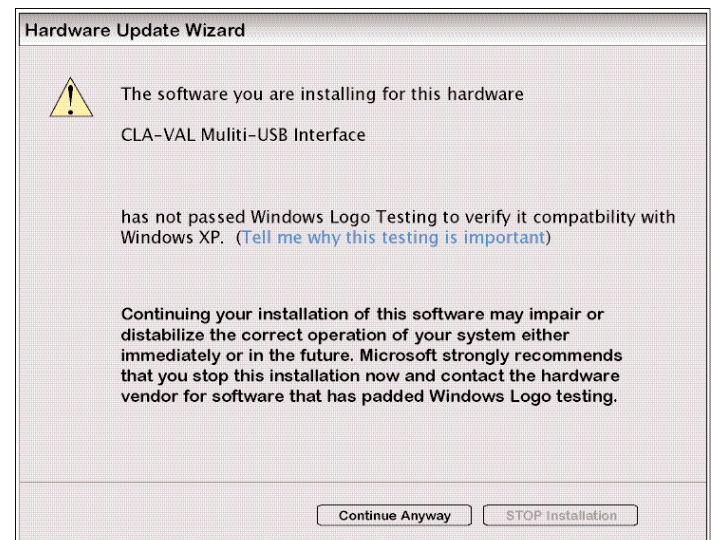 Hardware Update Wizard
The software you are installing for this hardware
CLA-VAL Muliti-USB Interface
has not passed Windows Logo Testing to verify it compatbility with
Windows XP. (Tell me why this testing is important)
Continuing your installation of this software may impair or
distabilize the correct operation of your system either
immediately or in the future. Microsoft strongly recommends
that you stop this installation now and contact the hardware
vendor for software that has padded Windows Logo testing.
Continue Anyway
STOP Installation